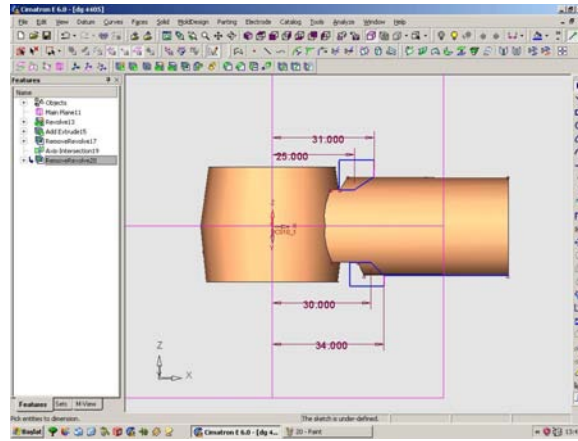 Cimatron E 6.0 - [dg 4405]
File Edit View Datum Curves Faces Solid MoldDesign Parting Electrode Catalog Tools Analyze Window Help
Features
Name
Objects
Main Plane11
Revolve13
Add Extrude15
RemoveRevolve17
Axis-Intersection19
RemoveRevolve20
31.000
25.000
Z
X
30.000
34.000
Z
X
Features Sets M-View
Pick entities to dimension.
The sketch is under-defined.
Başlat
Cimatron E 6.0 - [dg 4...
20 - Paint